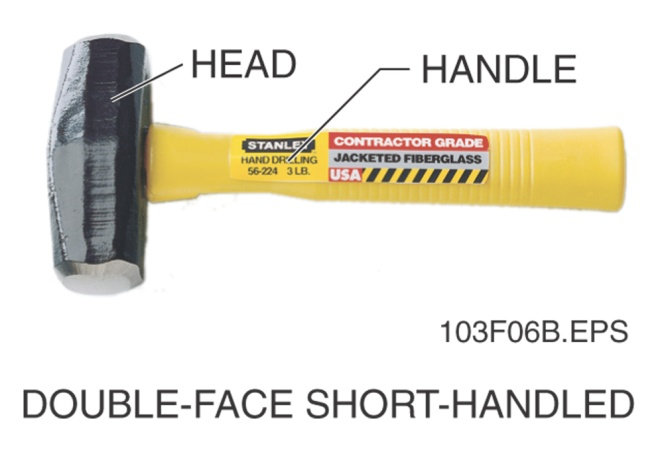 HEAD
HANDLE
STANLEY
HAND DRILLING
56-224 3 LB.
CONTRACTOR GRADE
JACKETED FIBERGLASS
USA
103F06B.EPS
DOUBLE-FACE SHORT-HANDLED